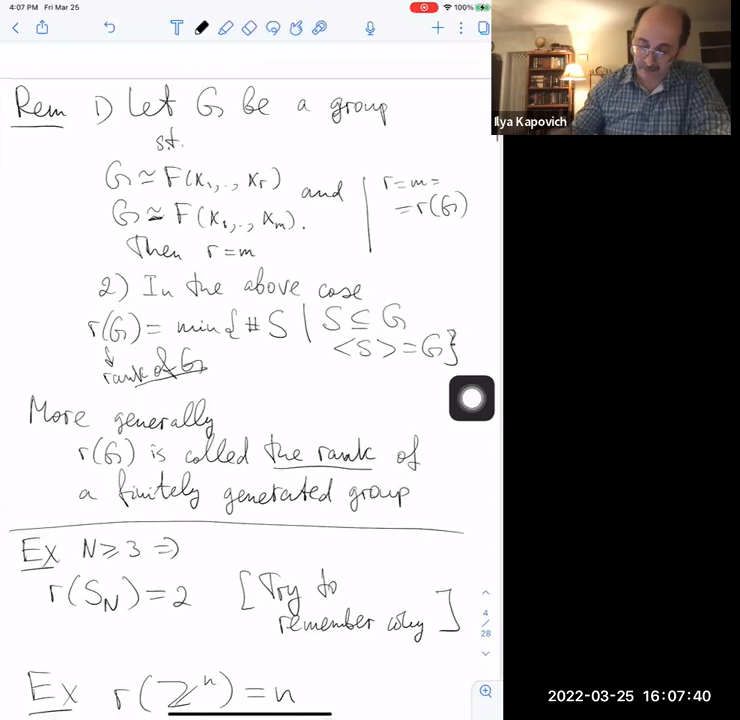 4:07 PM Fri Mar 25
100%
Rem 1) Let G be a group
st.
G ≃ F(x₁,.., xᵣ) and
G ≃ F(x₁,.., xₘ).
Then r=m
r=m=
=r(G)
2) In the above case
r(G) = min{ #S | S ⊆ G
<S> = G}
rank of G
More generally
r(G) is called the rank of
a finitely generated group
Ex N≥3 ⇒
r(S_N) = 2 [Try to
remember why]
Ex r(ℤⁿ) = n
4
/
28
Ilya Kapovich
2022-03-25 16:07:40